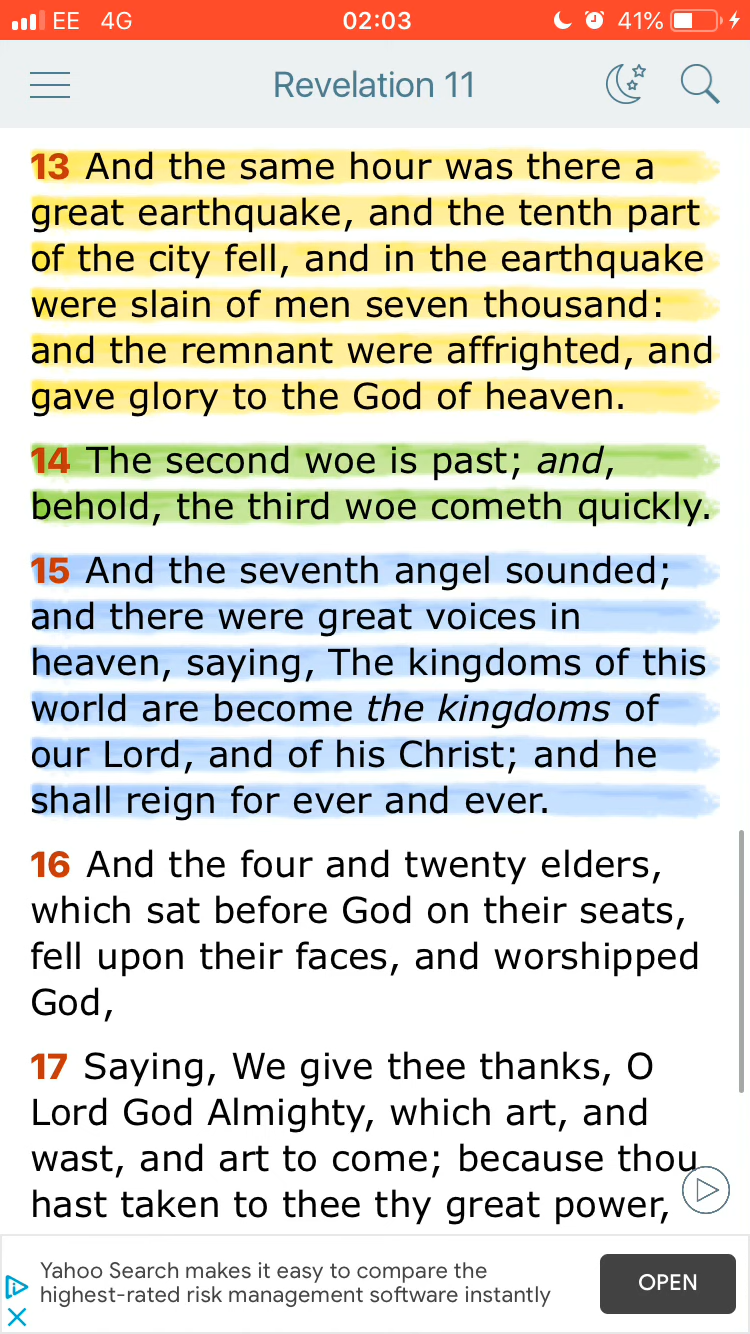 EE 4G 02:03 41%
Revelation 11
13 And the same hour was there a
great earthquake, and the tenth part
of the city fell, and in the earthquake
were slain of men seven thousand:
and the remnant were affrighted, and
gave glory to the God of heaven.
14 The second woe is past; and,
behold, the third woe cometh quickly.
15 And the seventh angel sounded;
and there were great voices in
heaven, saying, The kingdoms of this
world are become the kingdoms of
our Lord, and of his Christ; and he
shall reign for ever and ever.
16 And the four and twenty elders,
which sat before God on their seats,
fell upon their faces, and worshipped
God,
17 Saying, We give thee thanks, O
Lord God Almighty, which art, and
wast, and art to come; because thou
hast taken to thee thy great power,
Yahoo Search makes it easy to compare the
highest-rated risk management software instantly
OPEN